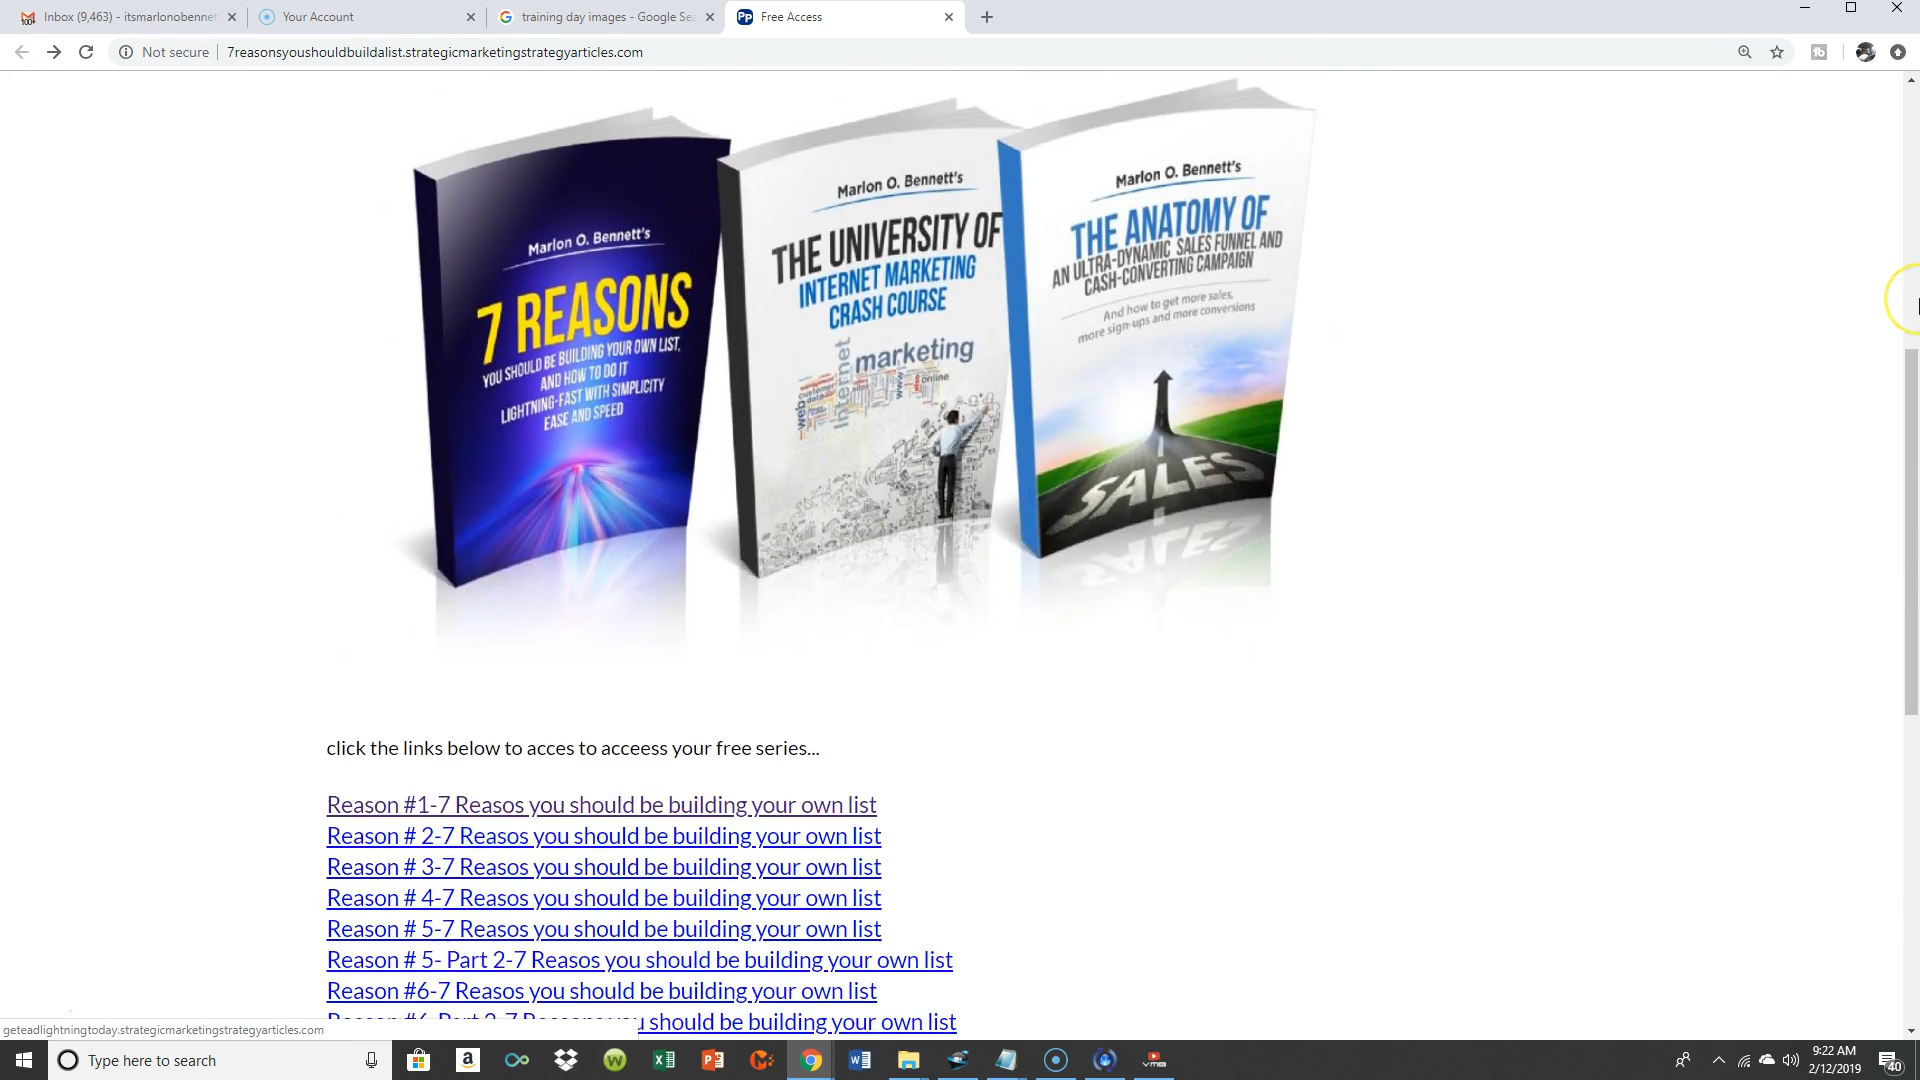 Inbox (9,463) - itsmarlonobennet
Your Account
training day images - Google Sea
Free Access
Not secure
7reasonsyoushouldbuildalist.strategicmarketingstrategyarticles.com
Marlon O. Bennett's
7 REASONS
YOU SHOULD BE BUILDING YOUR OWN LIST,
AND HOW TO DO IT
LIGHTNING-FAST WITH SIMPLICITY
EASE AND SPEED
Marlon O. Bennett's
THE UNIVERSITY OF
INTERNET MARKETING
CRASH COURSE
internet
marketing
web
online
Marlon O. Bennett's
THE ANATOMY OF
AN ULTRA-DYNAMIC SALES FUNNEL AND
CASH-CONVERTING CAMPAIGN
And how to get more sales,
more sign-ups and more conversions
SALES
click the links below to acces to acceess your free series...
Reason #1-7 Reasos you should be building your own list
Reason # 2-7 Reasos you should be building your own list
Reason # 3-7 Reasos you should be building your own list
Reason # 4-7 Reasos you should be building your own list
Reason # 5-7 Reasos you should be building your own list
Reason # 5- Part 2-7 Reasos you should be building your own list
Reason #6-7 Reasos you should be building your own list
should be building your own list
geteadlightningtoday.strategicmarketingstrategyarticles.com
Type here to search
9:22 AM
2/12/2019
40